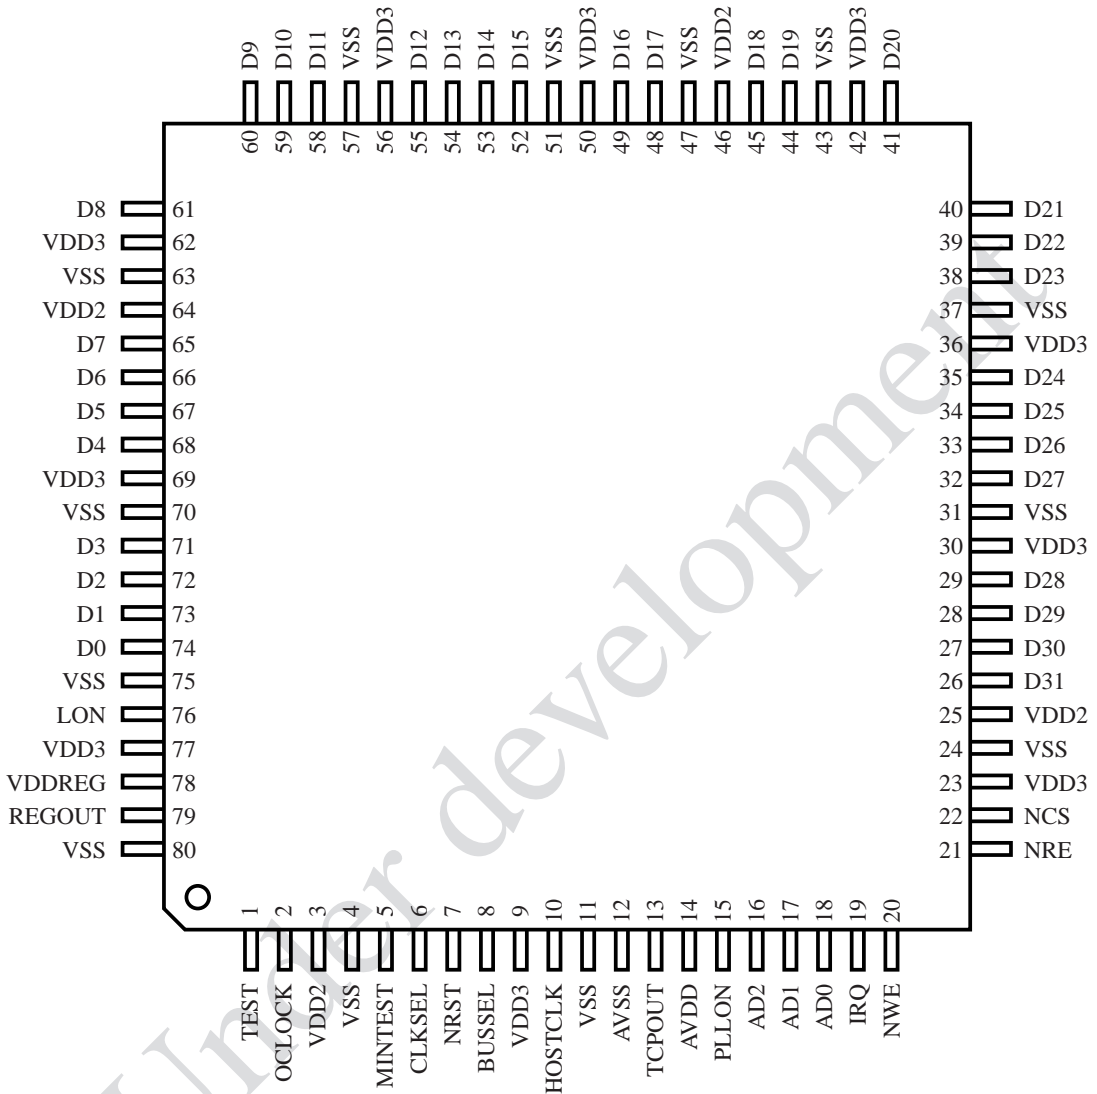 D9 D10 D11 VSS VDD3 D12 D13 D14 D15 VSS VDD3 D16 D17 VSS VDD2 D18 D19 VSS VDD3 D20
60 59 58 57 56 55 54 53 52 51 50 49 48 47 46 45 44 43 42 41
D8 61 40 D21
VDD3 62 39 D22
VSS 63 38 D23
VDD2 64 37 VSS
D7 65 36 VDD3
D6 66 35 D24
D5 67 34 D25
D4 68 33 D26
VDD3 69 32 D27
VSS 70 31 VSS
D3 71 30 VDD3
D2 72 29 D28
D1 73 28 D29
D0 74 27 D30
VSS 75 26 D31
LON 76 25 VDD2
VDD3 77 24 VSS
VDDREG 78 23 VDD3
REGOUT 79 22 NCS
VSS 80 21 NRE
1 2 3 4 5 6 7 8 9 10 11 12 13 14 15 16 17 18 19 20
TEST OCLOCK VDD2 VSS MINTEST CLKSEL NRST BUSSEL VDD3 HOSTCLK VSS AVSS TCPOUT AVDD PLLON AD2 AD1 AD0 IRQ NWE
Under development